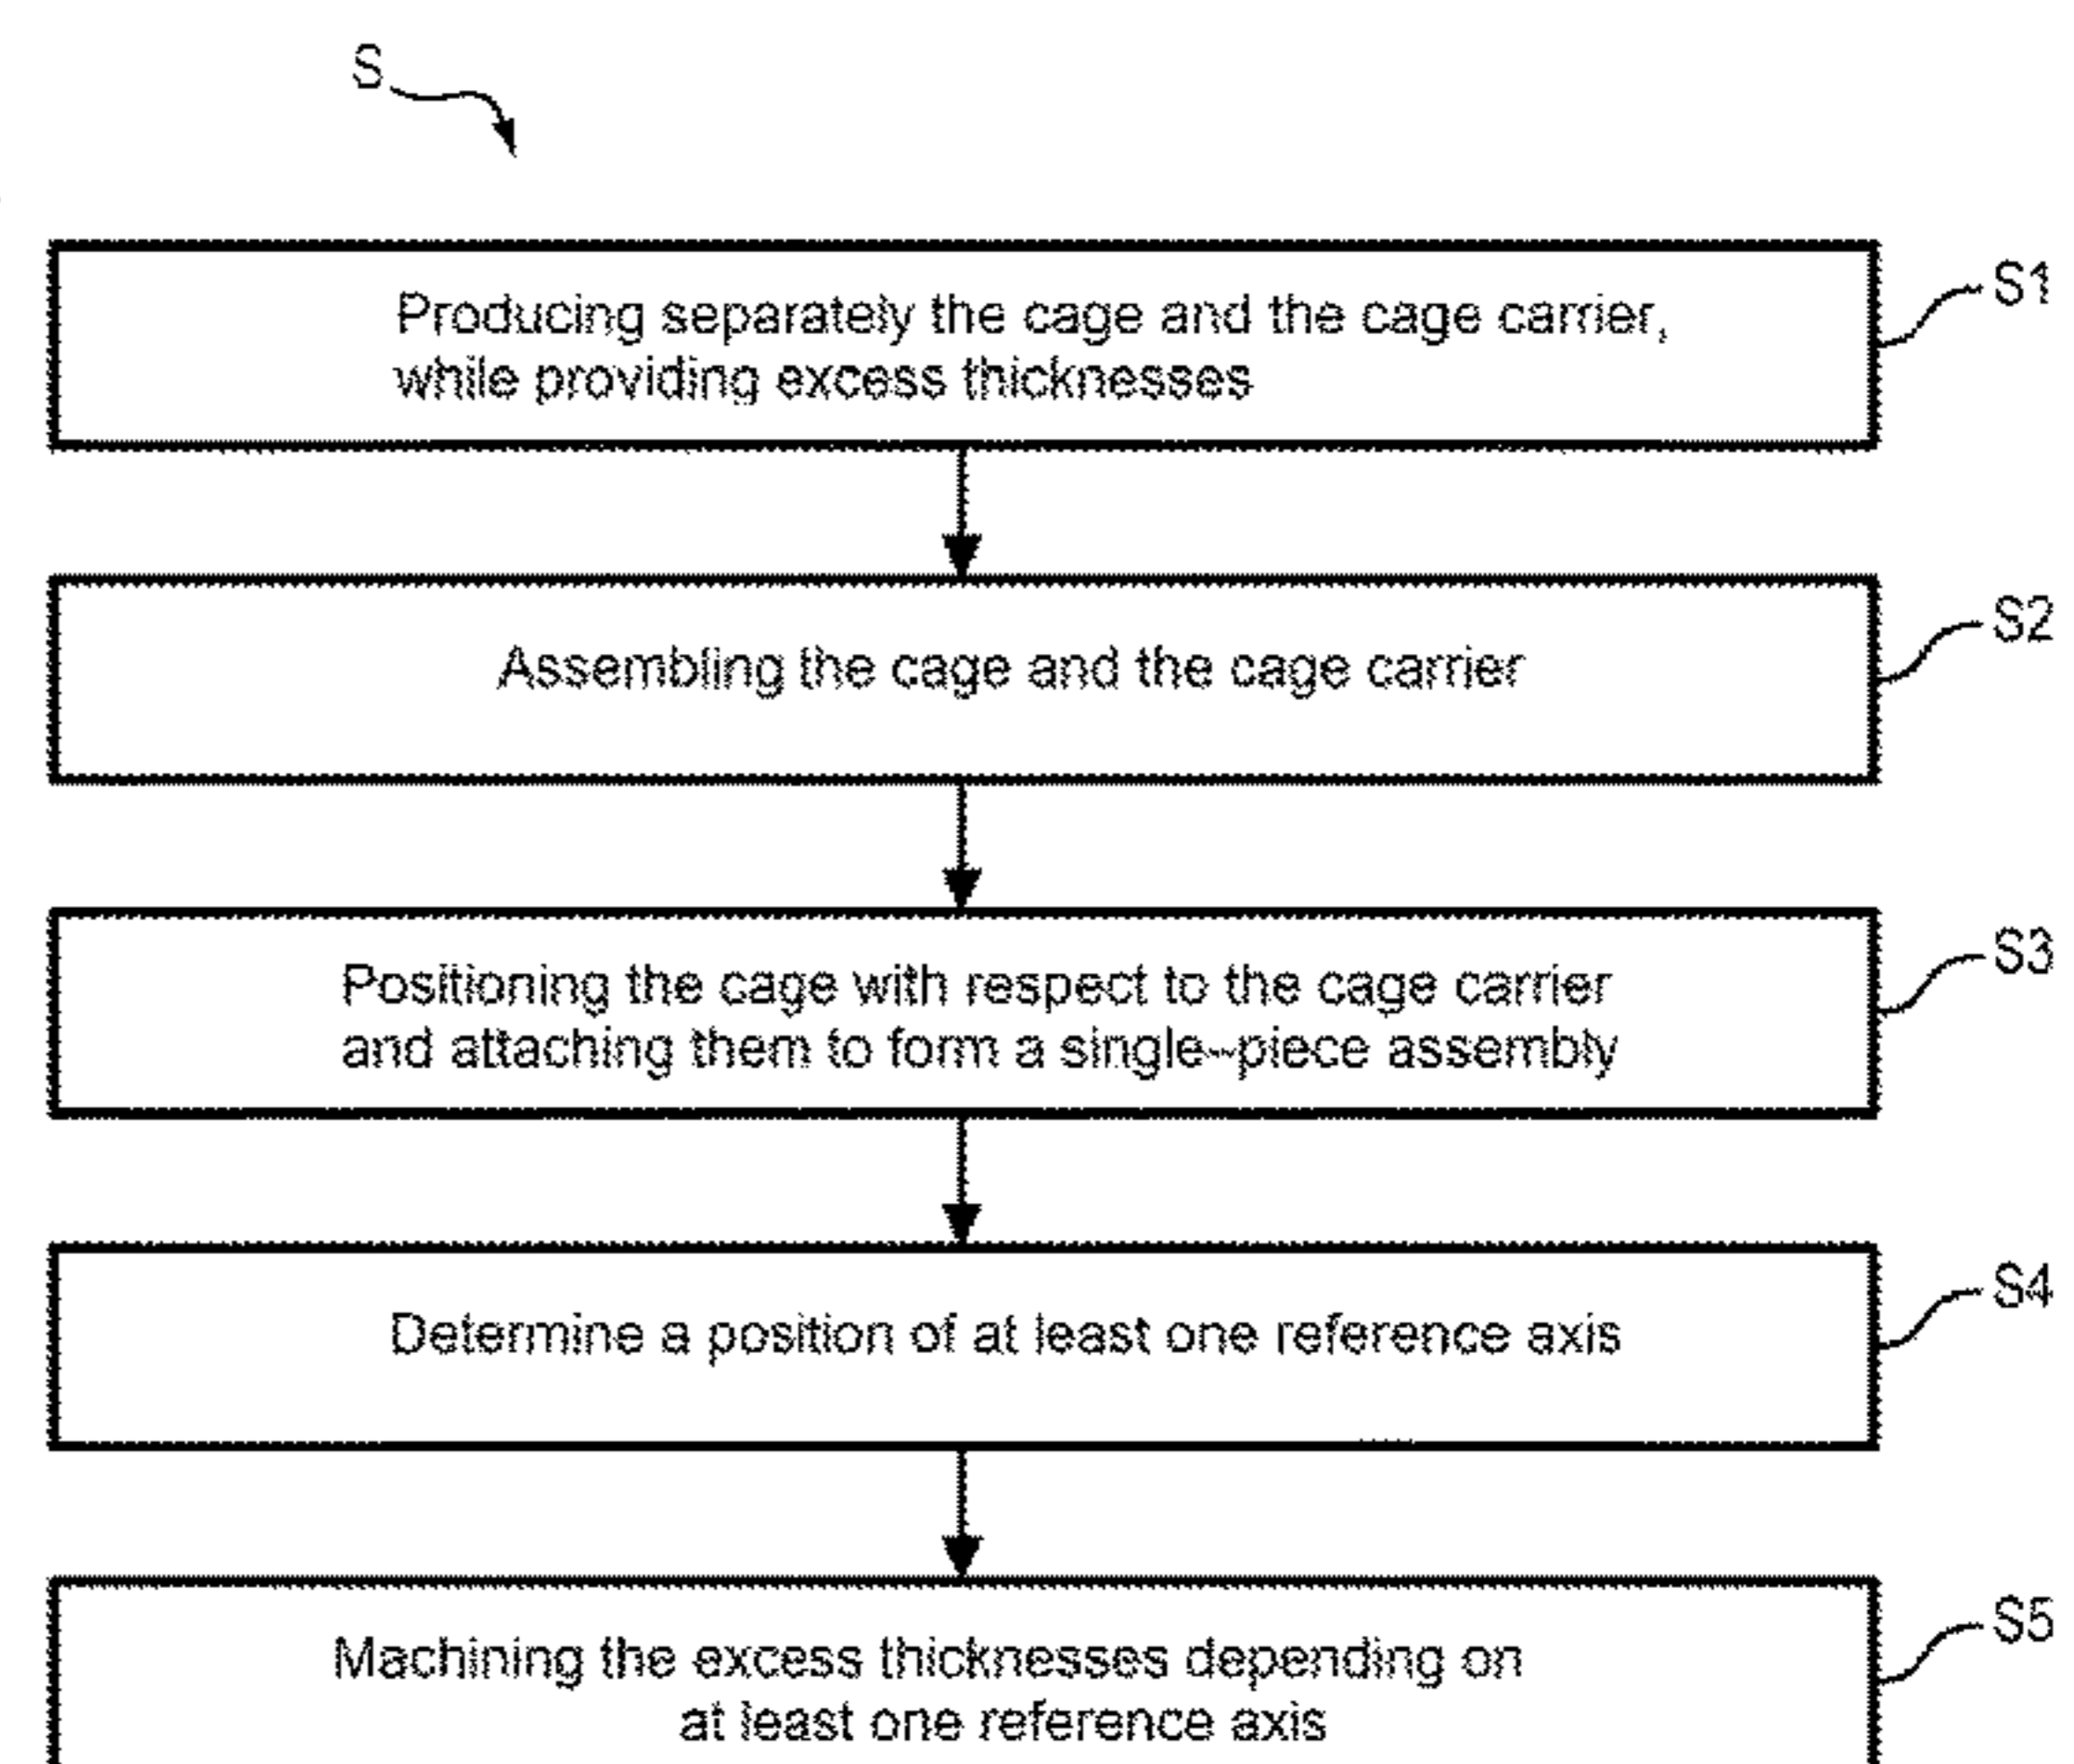 S
Producing separately the cage and the cage carrier,
while providing excess thicknesses
S1
Assembling the cage and the cage carrier
S2
Positioning the cage with respect to the cage carrier
and attaching them to form a single-piece assembly
S3
Determine a position of at least one reference axis
S4
Machining the excess thicknesses depending on
at least one reference axis
S5